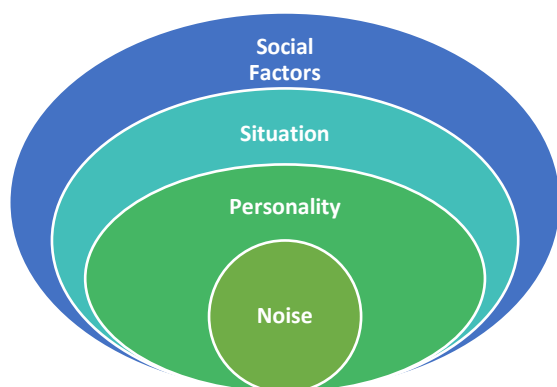 Social
Factors
Situation
Personality
Noise